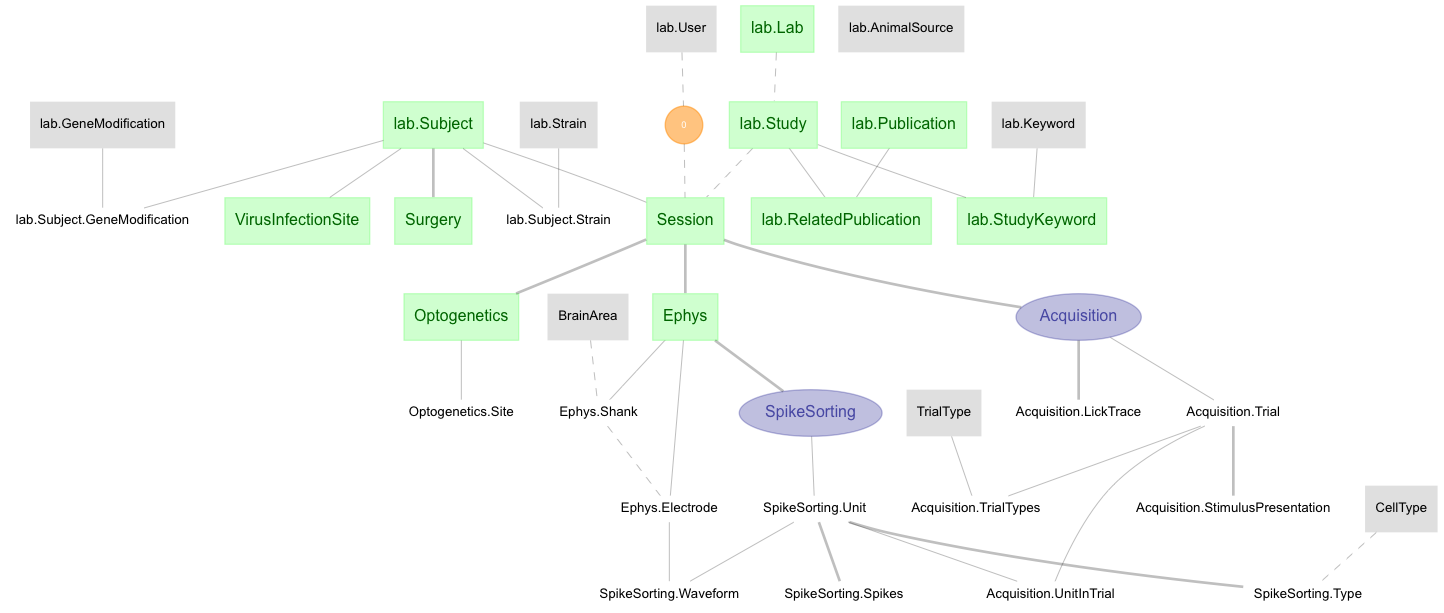 lab.User
lab.Lab
lab.AnimalSource
lab.GeneModification
lab.Subject
lab.Strain
0
lab.Study
lab.Publication
lab.Keyword
lab.Subject.GeneModification
VirusInfectionSite
Surgery
lab.Subject.Strain
Session
lab.RelatedPublication
lab.StudyKeyword
Optogenetics
BrainArea
Ephys
Acquisition
Optogenetics.Site
Ephys.Shank
SpikeSorting
TrialType
Acquisition.LickTrace
Acquisition.Trial
Ephys.Electrode
SpikeSorting.Unit
Acquisition.TrialTypes
Acquisition.StimulusPresentation
CellType
SpikeSorting.Waveform
SpikeSorting.Spikes
Acquisition.UnitInTrial
SpikeSorting.Type